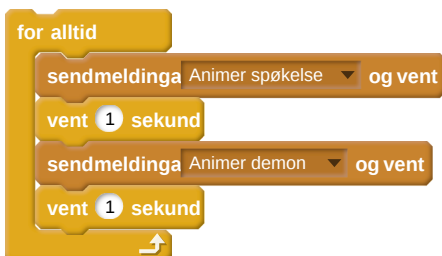 for alltid
sendmeldinga Animer spøkelse og vent
vent 1 sekund
sendmeldinga Animer demon og vent
vent 1 sekund